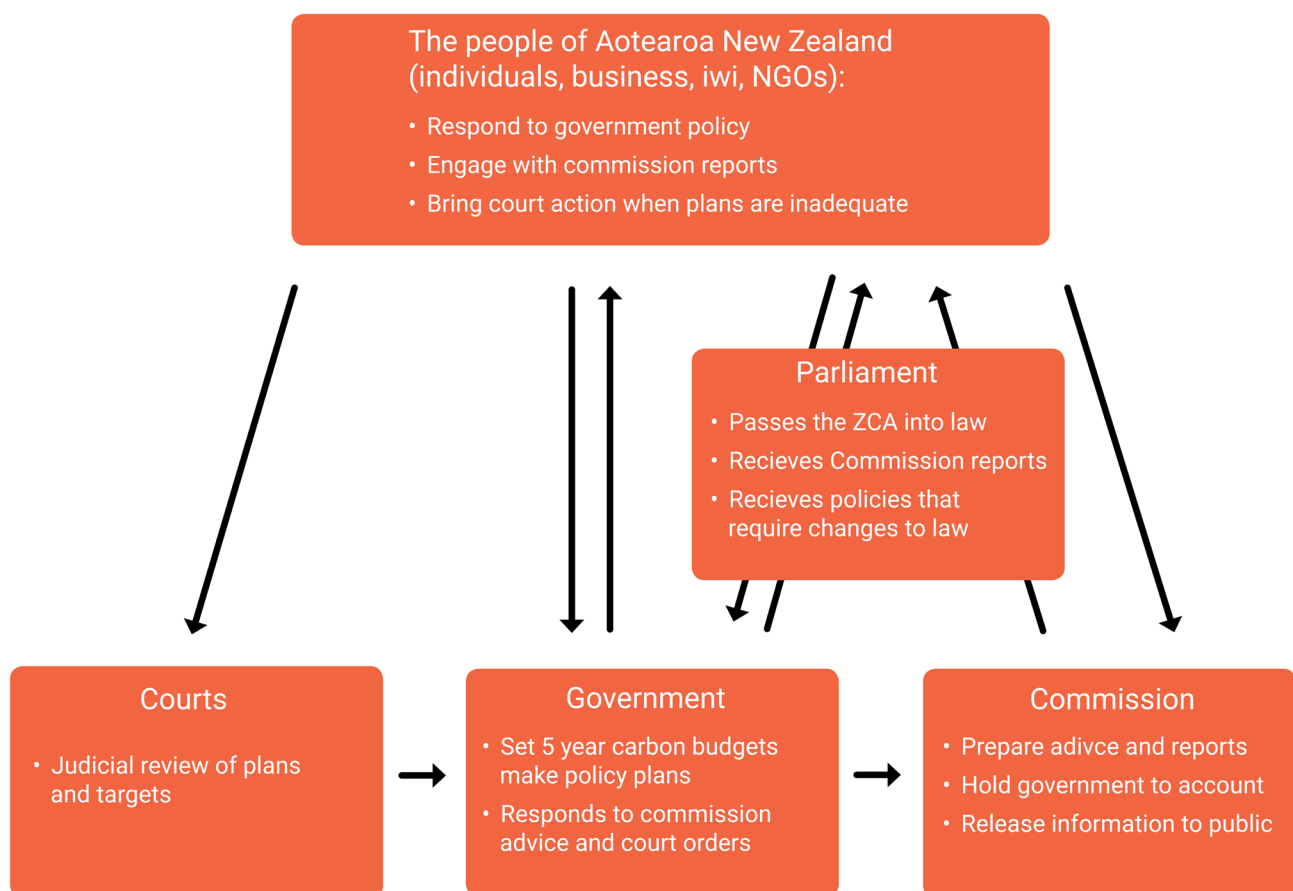 The people of Aotearoa New Zealand
(individuals, business, iwi, NGOs):
• Respond to government policy
• Engage with commission reports
• Bring court action when plans are inadequate
Parliament
• Passes the ZCA into law
• Recieves Commission reports
• Recieves policies that
require changes to law
Courts
• Judicial review of plans
and targets
Government
• Set 5 year carbon budgets
make policy plans
• Responds to commission
advice and court orders
Commission
• Prepare adivce and reports
• Hold government to account
• Release information to public